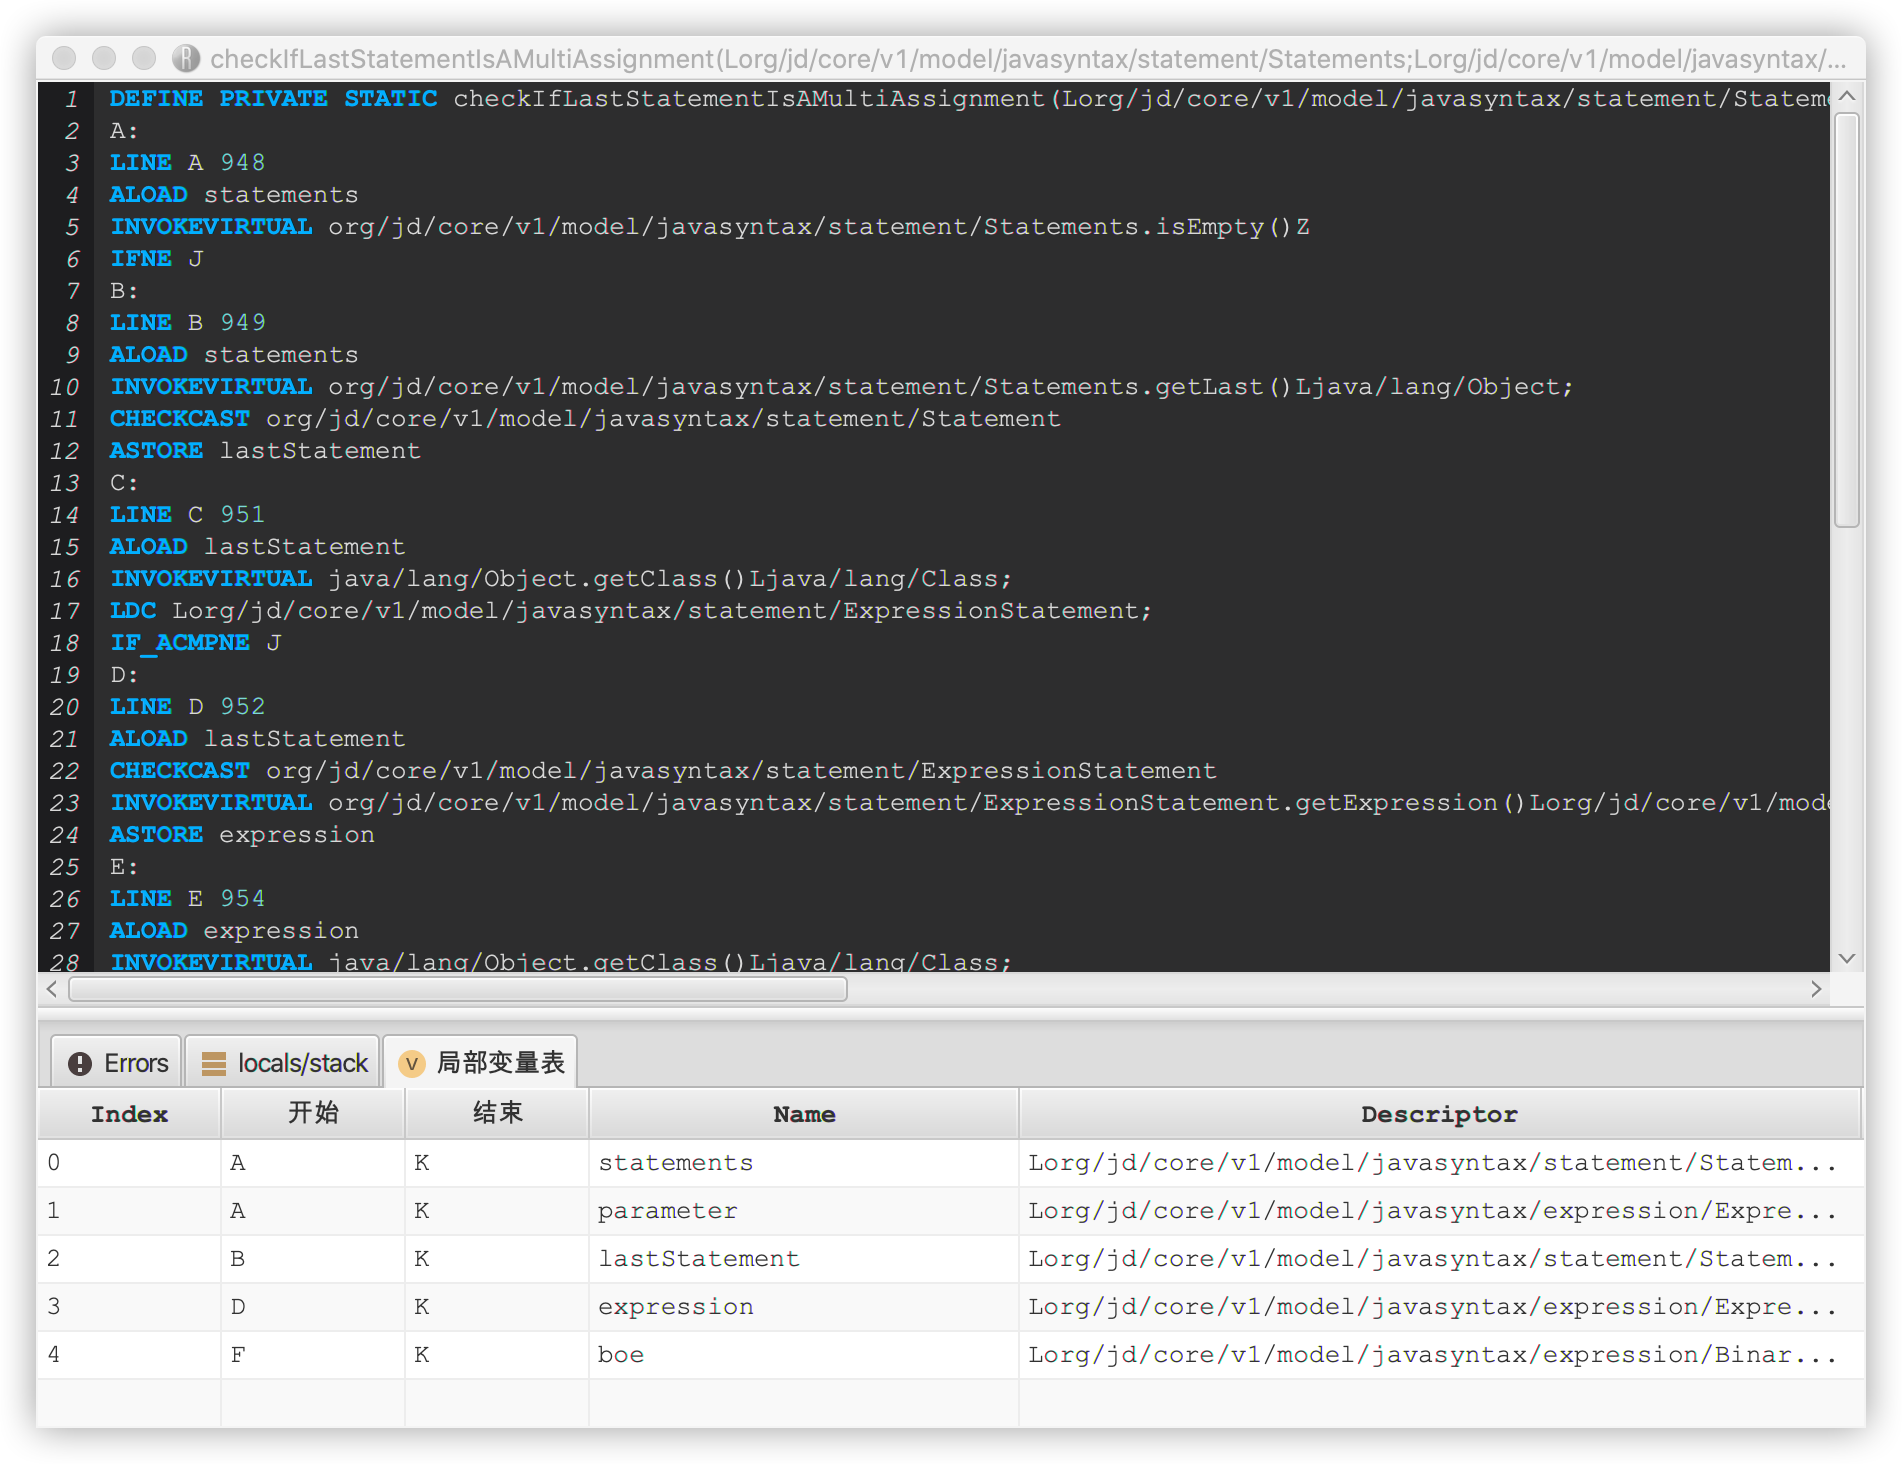 checkIfLastStatementIsAMultiAssignment(Lorg/jd/core/v1/model/javasyntax/statement/Statements;Lorg/jd/core/v1/model/javasyntax/...
1 DEFINE PRIVATE STATIC checkIfLastStatementIsAMultiAssignment(Lorg/jd/core/v1/model/javasyntax/statement/Stateme
2 A:
3 LINE A 948
4 ALOAD statements
5 INVOKEVIRTUAL org/jd/core/v1/model/javasyntax/statement/Statements.isEmpty()Z
6 IFNE J
7 B:
8 LINE B 949
9 ALOAD statements
10 INVOKEVIRTUAL org/jd/core/v1/model/javasyntax/statement/Statements.getLast()Ljava/lang/Object;
11 CHECKCAST org/jd/core/v1/model/javasyntax/statement/Statement
12 ASTORE lastStatement
13 C:
14 LINE C 951
15 ALOAD lastStatement
16 INVOKEVIRTUAL java/lang/Object.getClass()Ljava/lang/Class;
17 LDC Lorg/jd/core/v1/model/javasyntax/statement/ExpressionStatement;
18 IF_ACMPNE J
19 D:
20 LINE D 952
21 ALOAD lastStatement
22 CHECKCAST org/jd/core/v1/model/javasyntax/statement/ExpressionStatement
23 INVOKEVIRTUAL org/jd/core/v1/model/javasyntax/statement/ExpressionStatement.getExpression()Lorg/jd/core/v1/mode
24 ASTORE expression
25 E:
26 LINE E 954
27 ALOAD expression
28 INVOKEVIRTUAL java/lang/Object.getClass()Ljava/lang/Class;
Errors locals/stack V 局部变量表
Index 开始 结束 Name Descriptor
0 A K statements Lorg/jd/core/v1/model/javasyntax/statement/Statem...
1 A K parameter Lorg/jd/core/v1/model/javasyntax/expression/Expre...
2 B K lastStatement Lorg/jd/core/v1/model/javasyntax/statement/Statem...
3 D K expression Lorg/jd/core/v1/model/javasyntax/expression/Expre...
4 F K boe Lorg/jd/core/v1/model/javasyntax/expression/Binar...